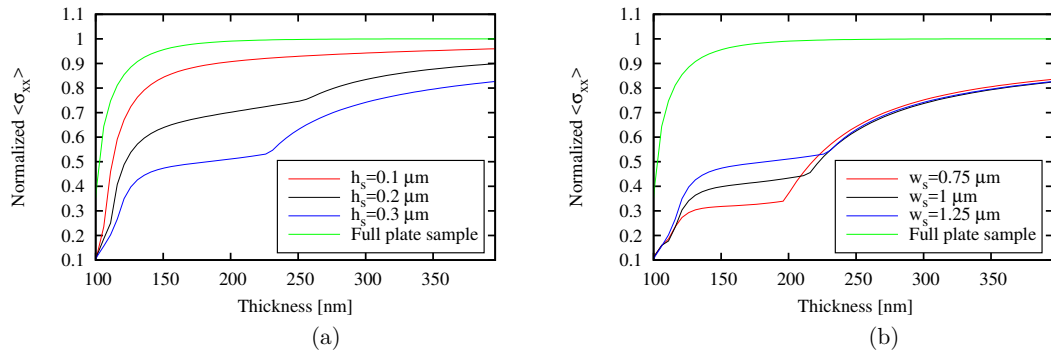 1.1
1
0.9
0.8
0.7
0.6
0.5
0.4
0.3
0.2
0.1
Normalized <σxx>
hs=0.1 μm
hs=0.2 μm
hs=0.3 μm
Full plate sample
100 150 200 250 300 350
Thickness [nm]
(a)
1.1
1
0.9
0.8
0.7
0.6
0.5
0.4
0.3
0.2
0.1
Normalized <σxx>
ws=0.75 μm
ws=1 μm
ws=1.25 μm
Full plate sample
100 150 200 250 300 350
Thickness [nm]
(b)